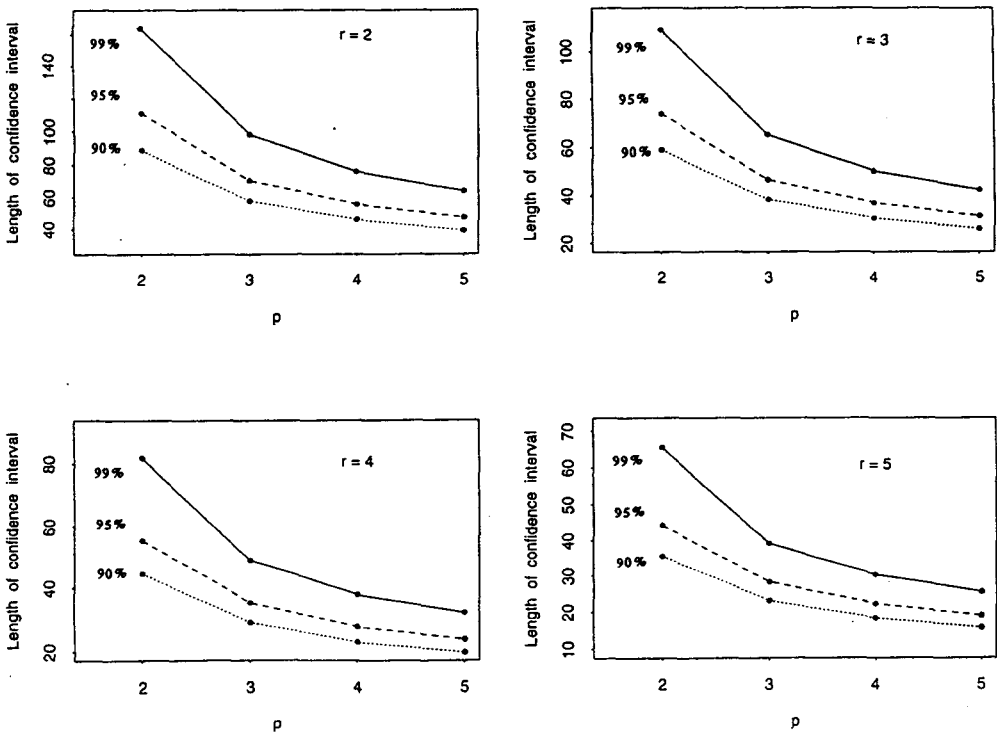 Length of confidence interval
140
100
80
60
40
99%
95%
90%
r = 2
2 3 4 5
p
Length of confidence interval
100
80
60
40
20
99%
95%
90%
r = 3
2 3 4 5
p
Length of confidence interval
80
60
40
20
99%
95%
90%
r = 4
2 3 4 5
p
Length of confidence interval
70
60
50
40
30
20
10
99%
95%
90%
r = 5
2 3 4 5
p